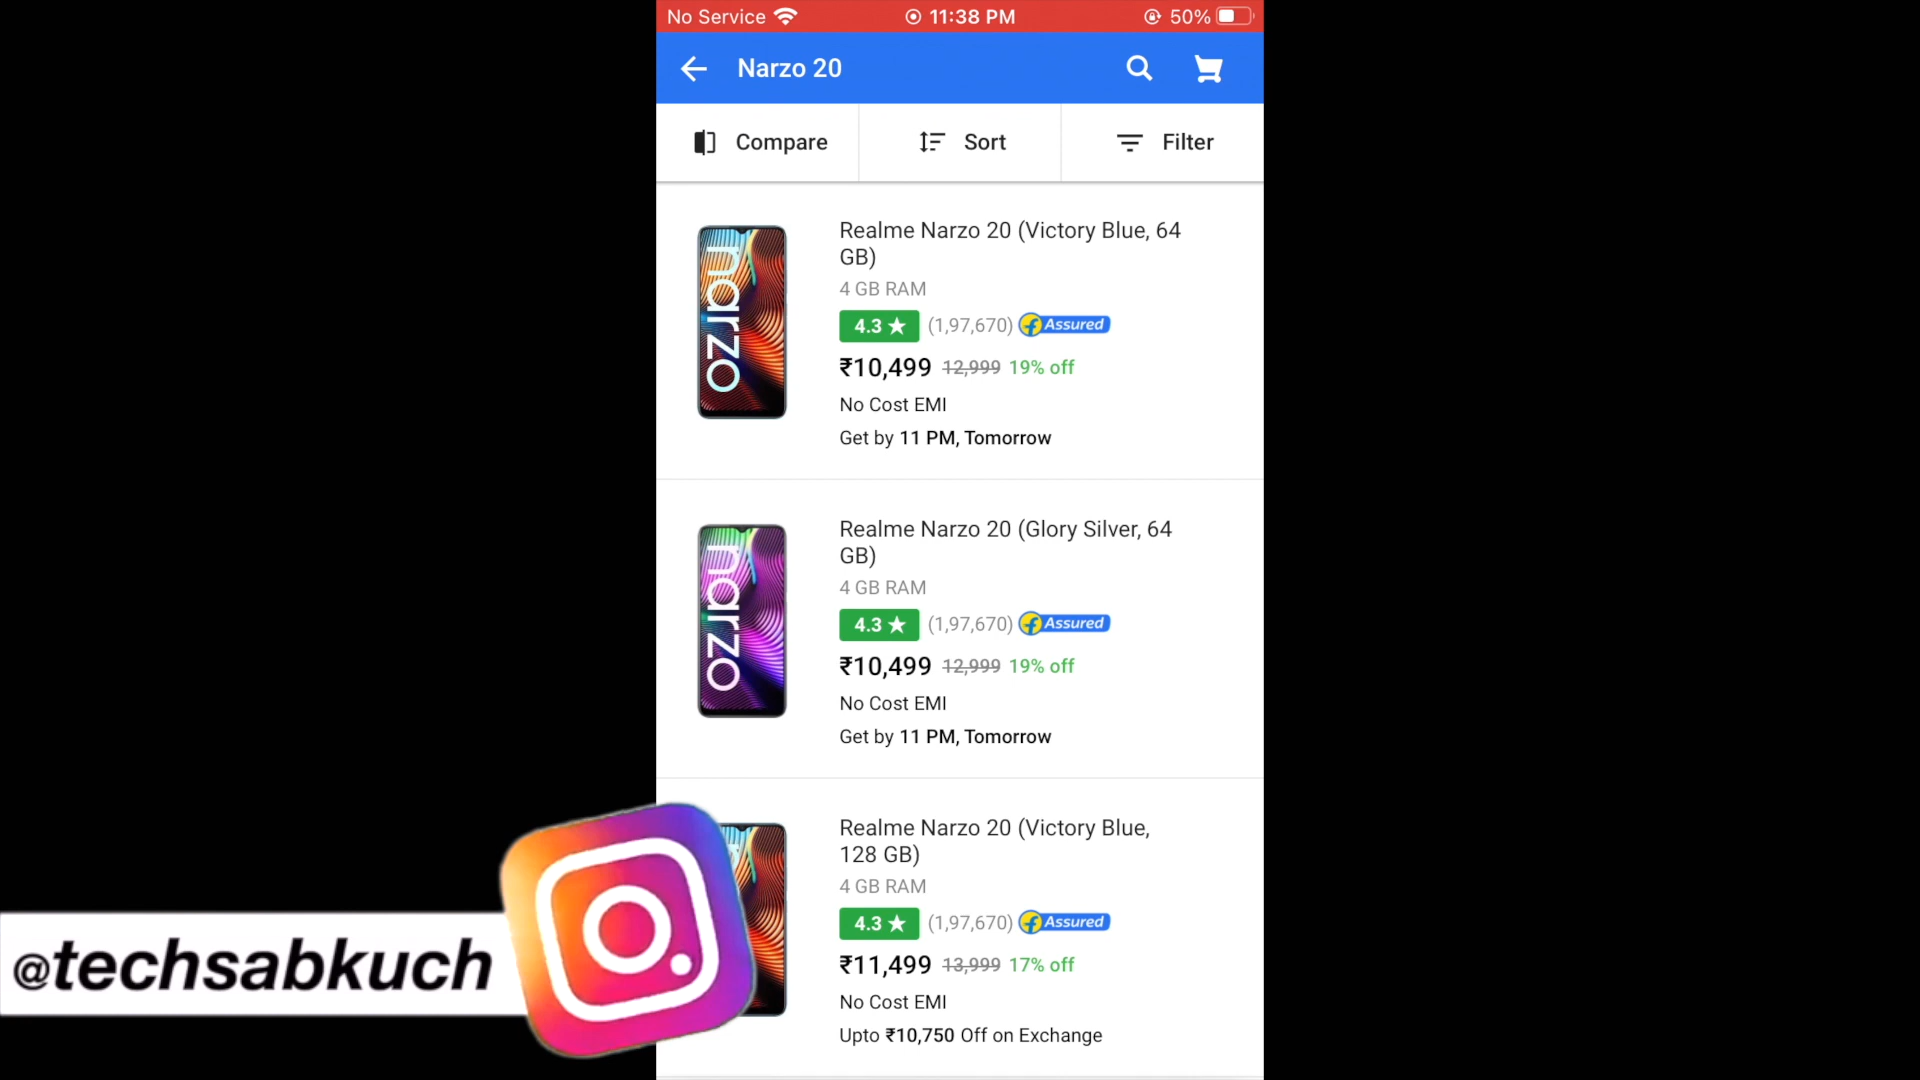 No Service 11:38 PM 50%
Narzo 20
Compare Sort Filter
narzo
Realme Narzo 20 (Victory Blue, 64
GB)
4 GB RAM
4.3 ★ (1,97,670) f Assured
₹10,499 12,999 19% off
No Cost EMI
Get by 11 PM, Tomorrow
narzo
Realme Narzo 20 (Glory Silver, 64
GB)
4 GB RAM
4.3 ★ (1,97,670) f Assured
₹10,499 12,999 19% off
No Cost EMI
Get by 11 PM, Tomorrow
Realme Narzo 20 (Victory Blue,
128 GB)
4 GB RAM
4.3 ★ (1,97,670) f Assured
₹11,499 13,999 17% off
No Cost EMI
Upto ₹10,750 Off on Exchange
@techsabkuch